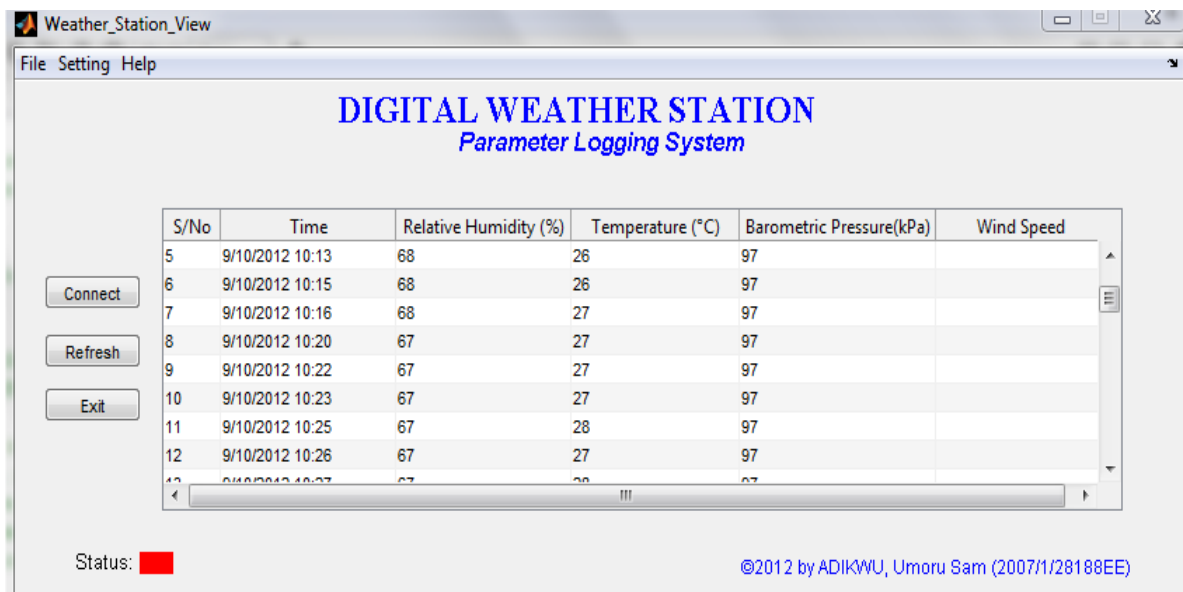 Weather_Station_View
File Setting Help
DIGITAL WEATHER STATION
Parameter Logging System
S/No Time Relative Humidity (%) Temperature (°C) Barometric Pressure(kPa) Wind Speed
5 9/10/2012 10:13 68 26 97
6 9/10/2012 10:15 68 26 97
7 9/10/2012 10:16 68 27 97
8 9/10/2012 10:20 67 27 97
9 9/10/2012 10:22 67 27 97
10 9/10/2012 10:23 67 27 97
11 9/10/2012 10:25 67 28 97
12 9/10/2012 10:26 67 27 97
Connect
Refresh
Exit
Status:
©2012 by ADIKWU, Umoru Sam (2007/1/28188EE)